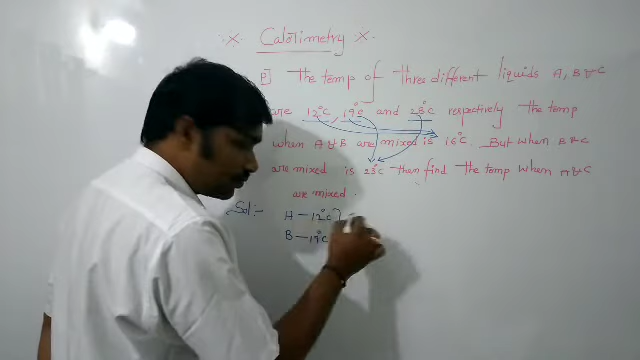 × Calorimetry ×
P] The temp of three different liquids A, B & C
are 12°C, 19°C and 28°C respectively the temp
when A & B are mixed is 16°C. But when B & C
are mixed is 23°C then find the temp when A & C
are mixed.
Sol:- A – 12°C }
B – 19°C